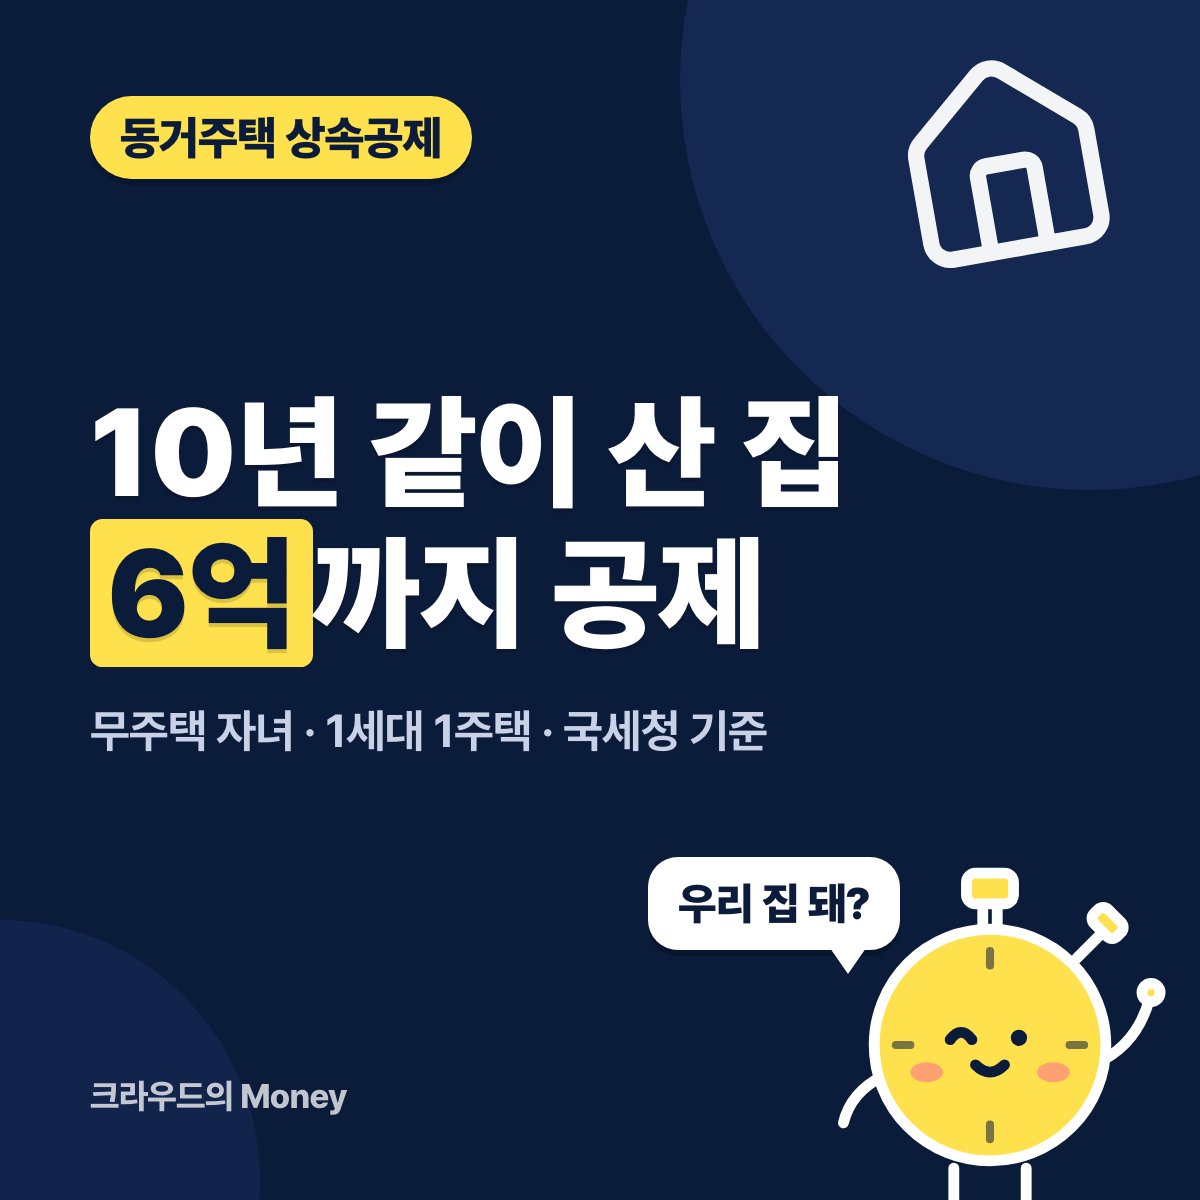 동거주택 상속공제
10년 같이 산 집
6억까지 공제
무주택 자녀 · 1세대 1주택 · 국세청 기준
우리 집 돼?
크라우드의 Money